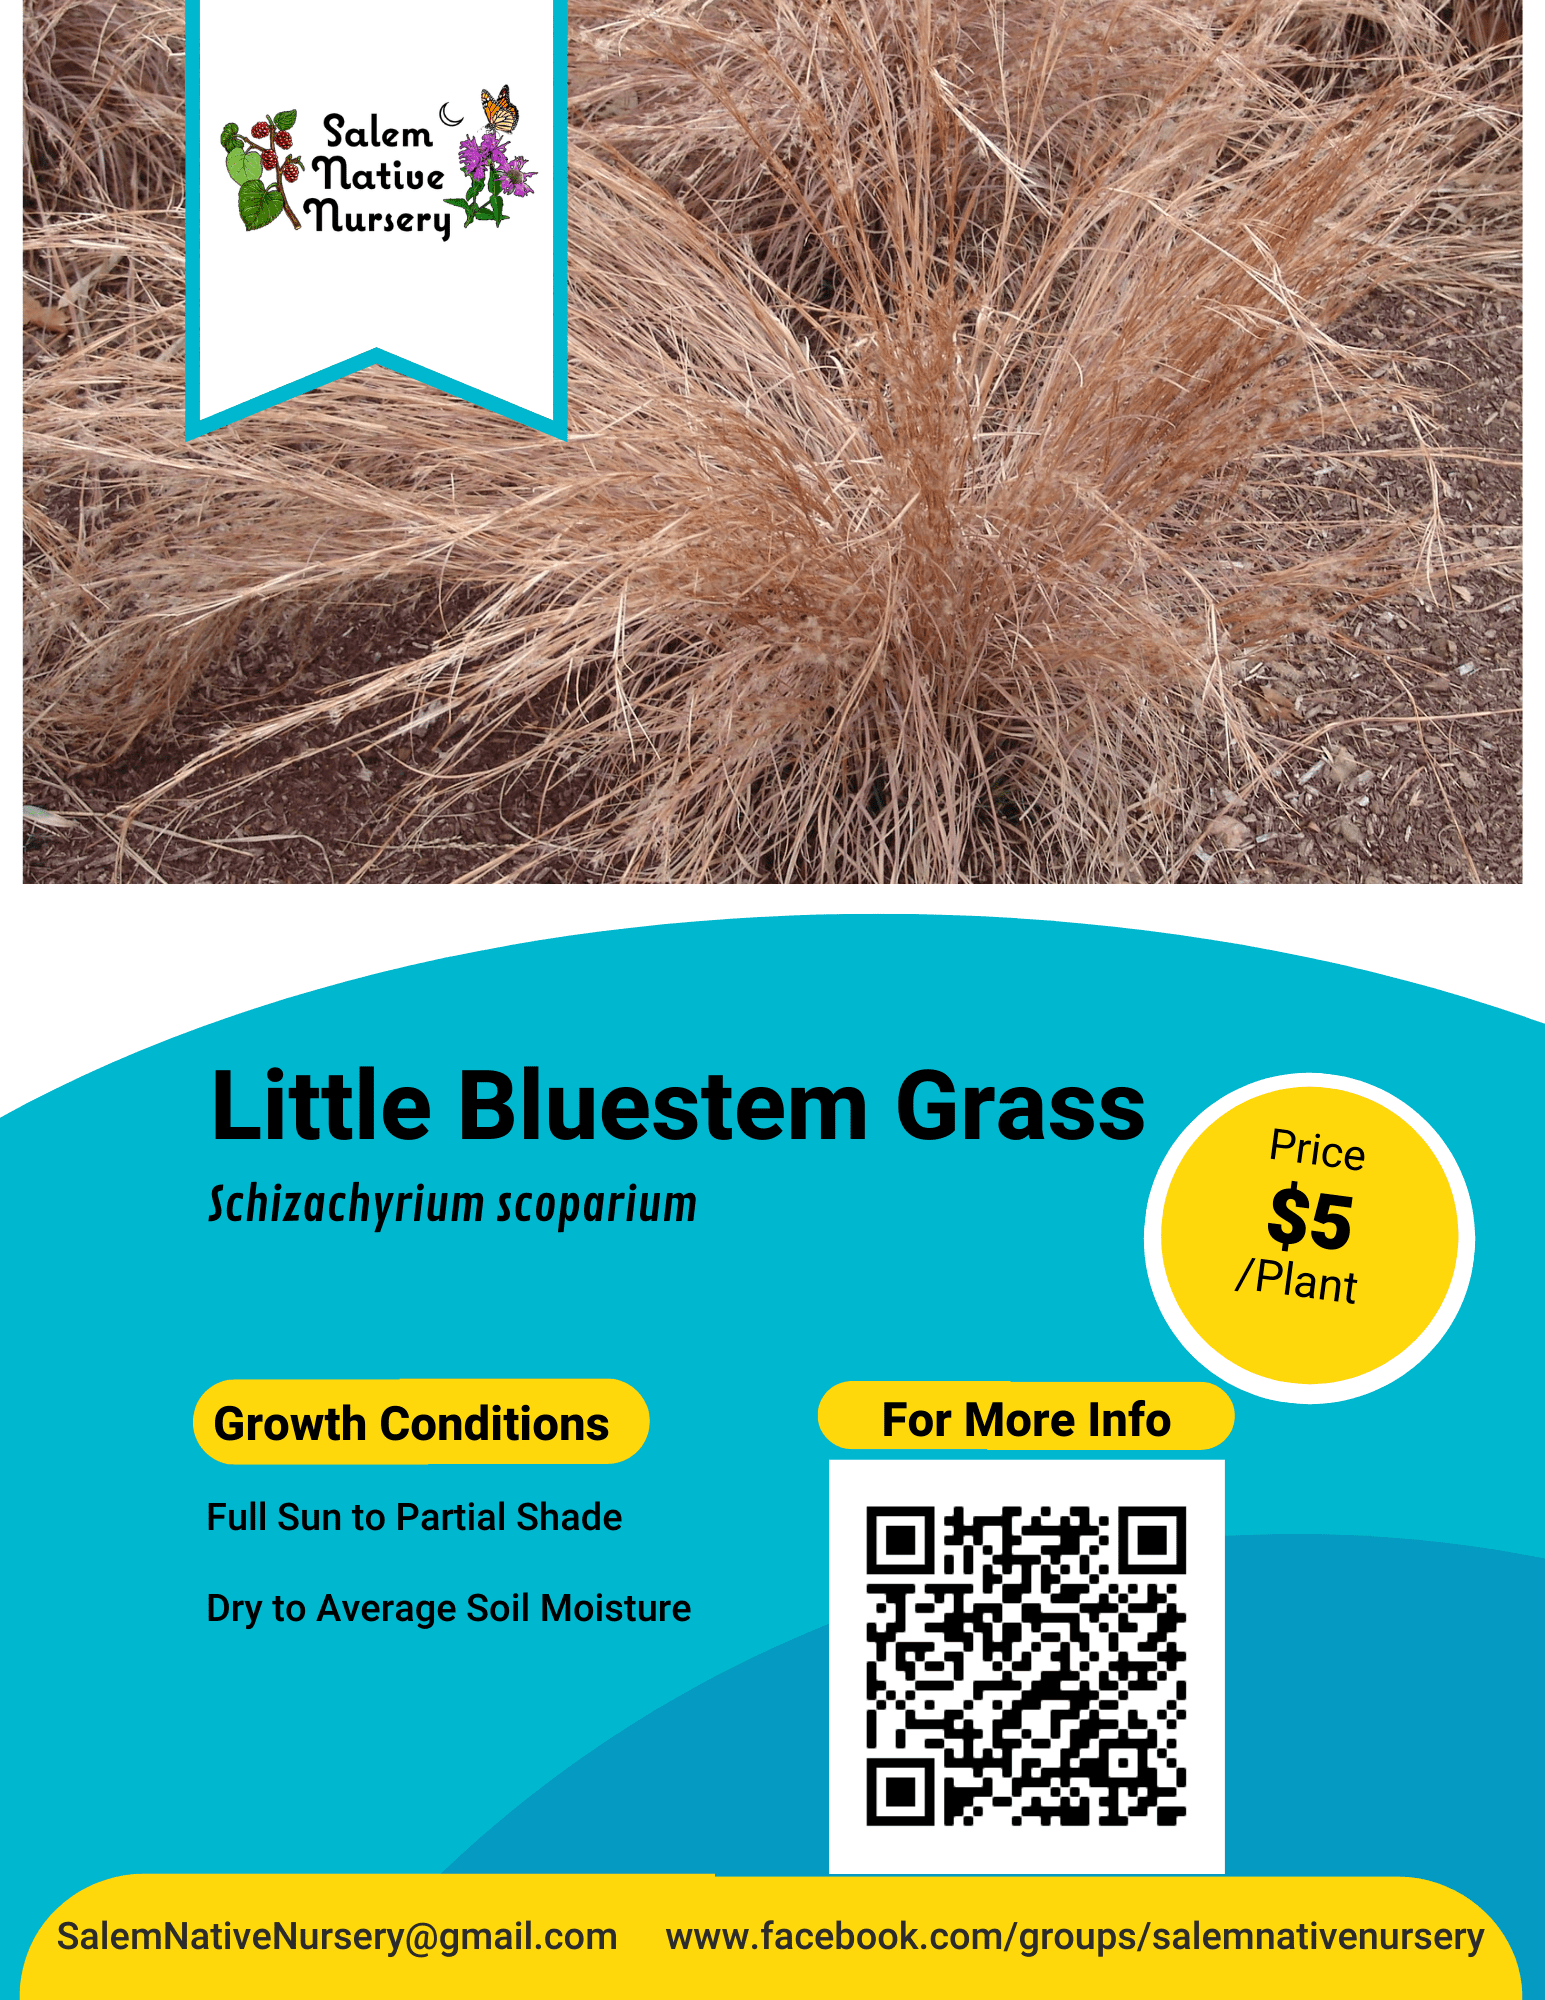 Salem
Native
Nursery
Little Bluestem Grass
Schizachyrium scoparium
Price
$5
/Plant
Growth Conditions
Full Sun to Partial Shade
Dry to Average Soil Moisture
For More Info
SalemNativeNursery@gmail.com
www.facebook.com/groups/salemnativenursery